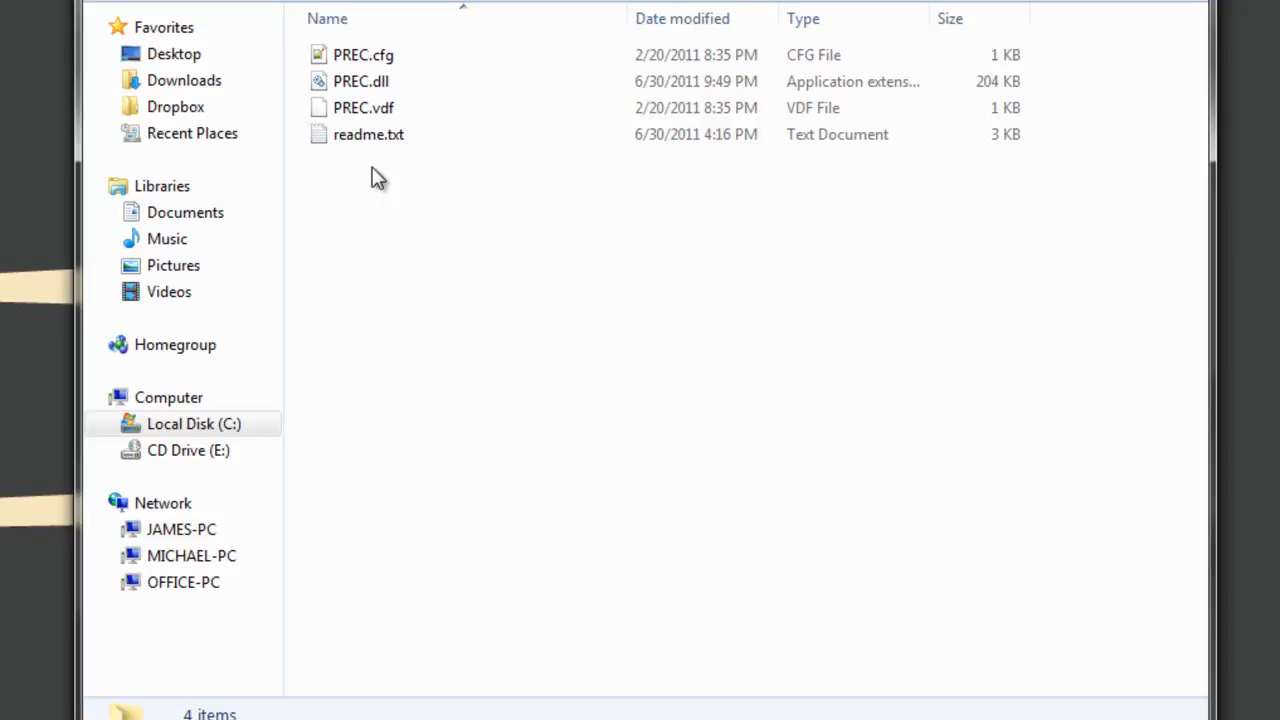 Name Date modified Type Size
PREC.cfg 2/20/2011 8:35 PM CFG File 1 KB
PREC.dll 6/30/2011 9:49 PM Application extens... 204 KB
PREC.vdf 2/20/2011 8:35 PM VDF File 1 KB
readme.txt 6/30/2011 4:16 PM Text Document 3 KB
Favorites
Desktop
Downloads
Dropbox
Recent Places
Libraries
Documents
Music
Pictures
Videos
Homegroup
Computer
Local Disk (C:)
CD Drive (E:)
Network
JAMES-PC
MICHAEL-PC
OFFICE-PC
4 items